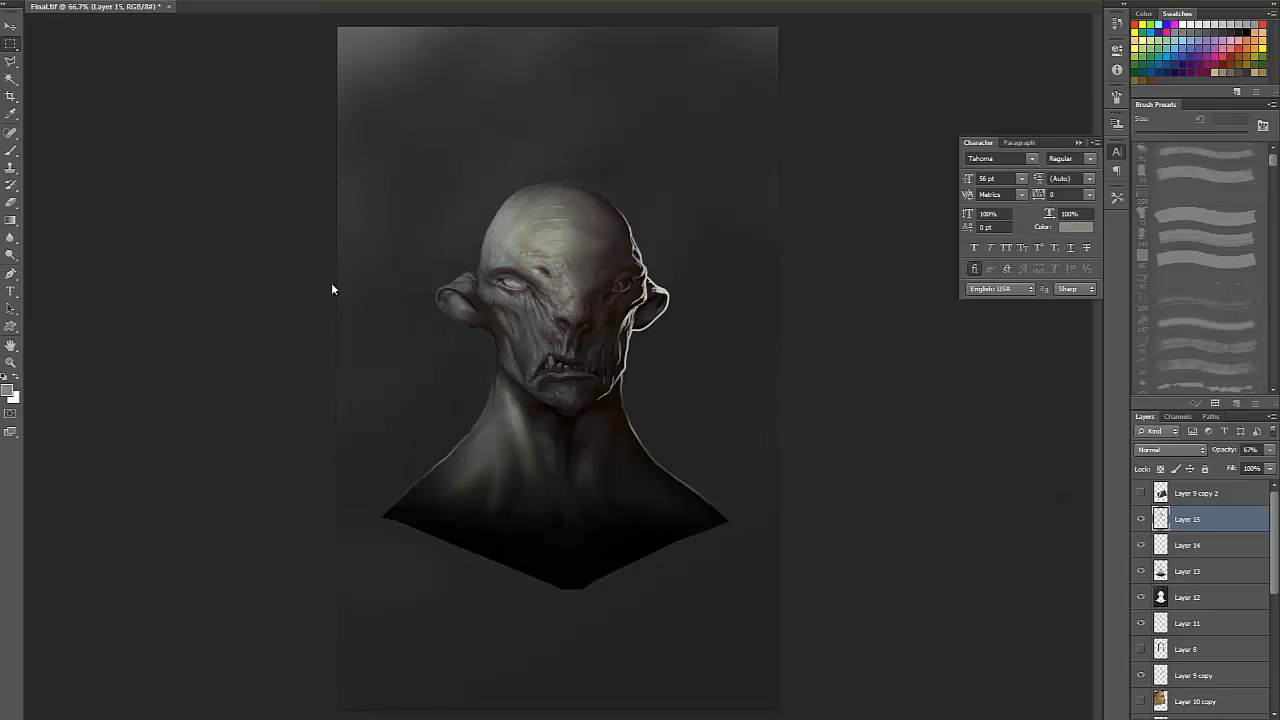 Final.tif @ 66.7% (Layer 15, RGB/8#) *
Color
Swatches
Brush Presets
Size:
Character
Paragraph
Tahoma
Regular
56 pt
(Auto)
Metrics
0
100%
100%
0 pt
Color:
English: USA
Sharp
Layers
Channels
Paths
Kind
Normal
Opacity: 67%
Lock:
Fill: 100%
Layer 9 copy 2
Layer 15
Layer 14
Layer 13
Layer 12
Layer 11
Layer 8
Layer 9 copy
Layer 10 copy